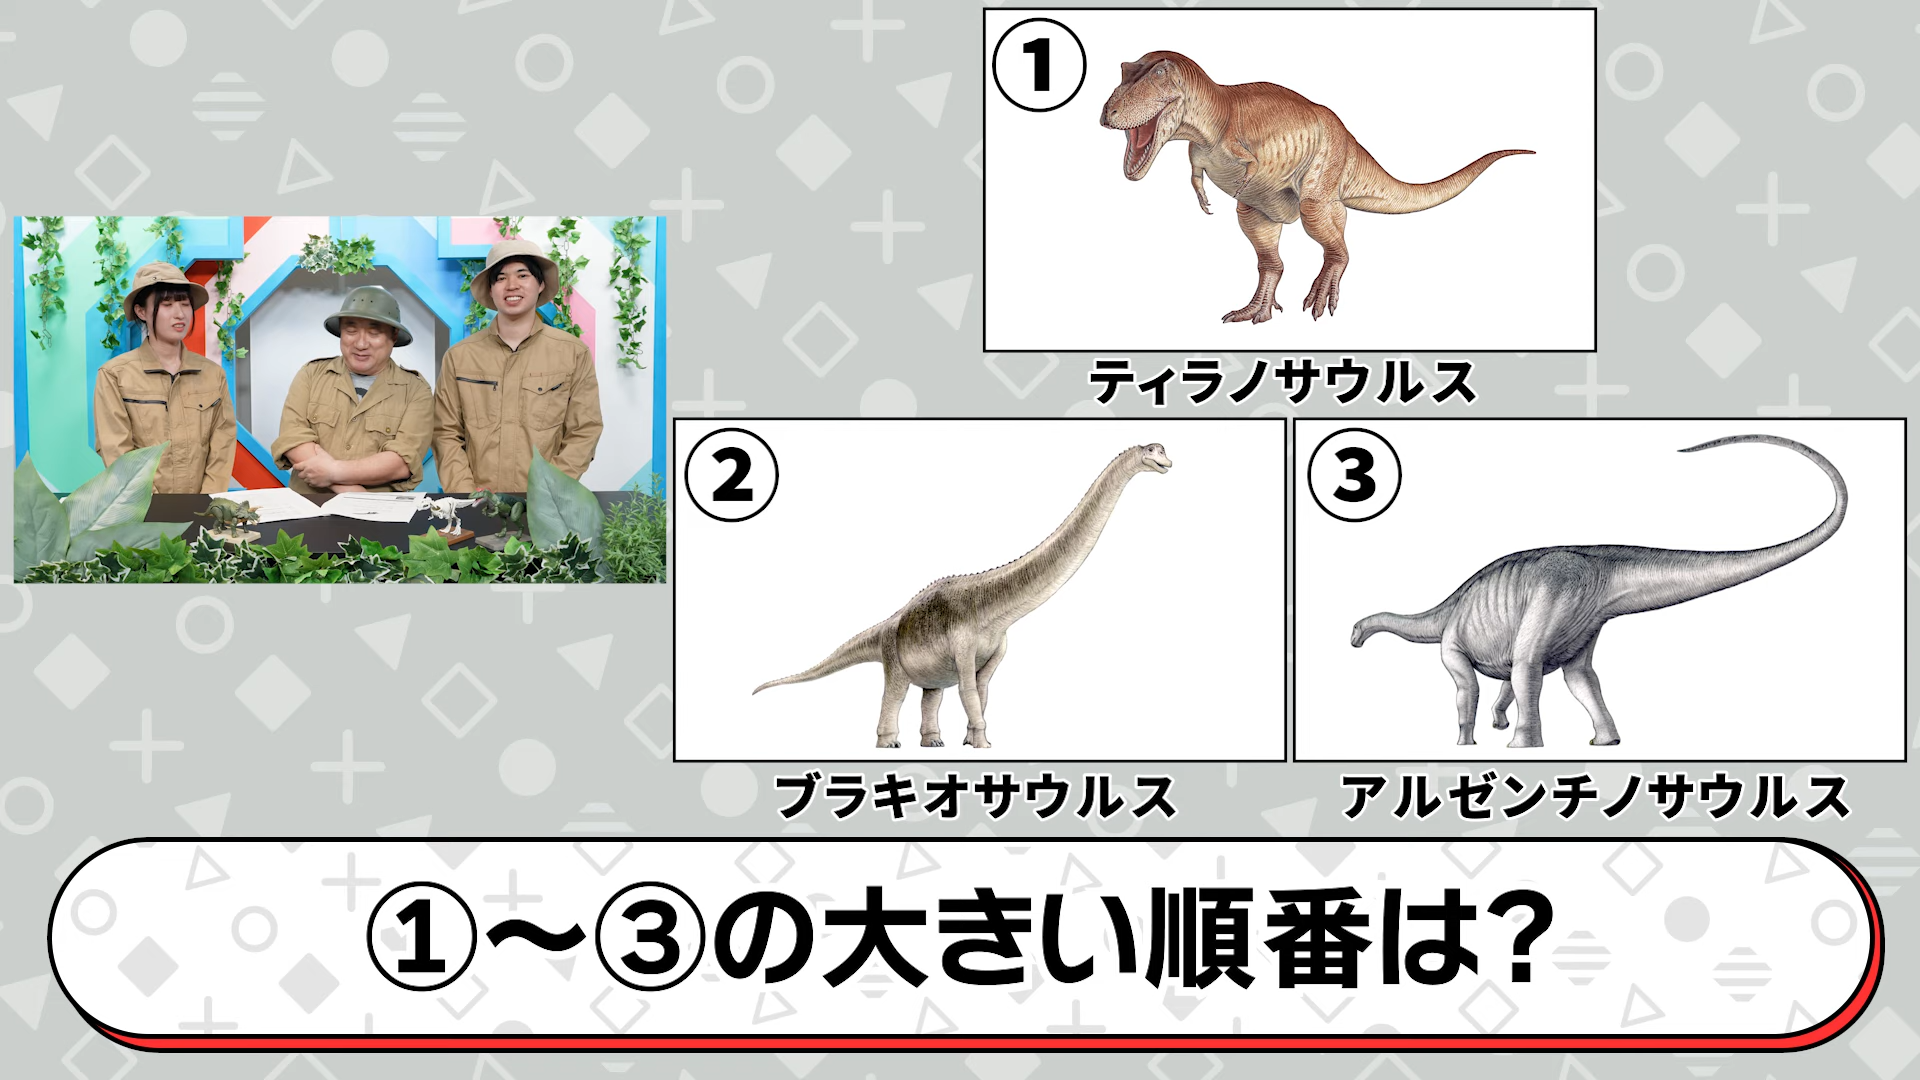 ①
ティラノサウルス
②
ブラキオサウルス
③
アルゼンチノサウルス
①～③の大きい順番は?